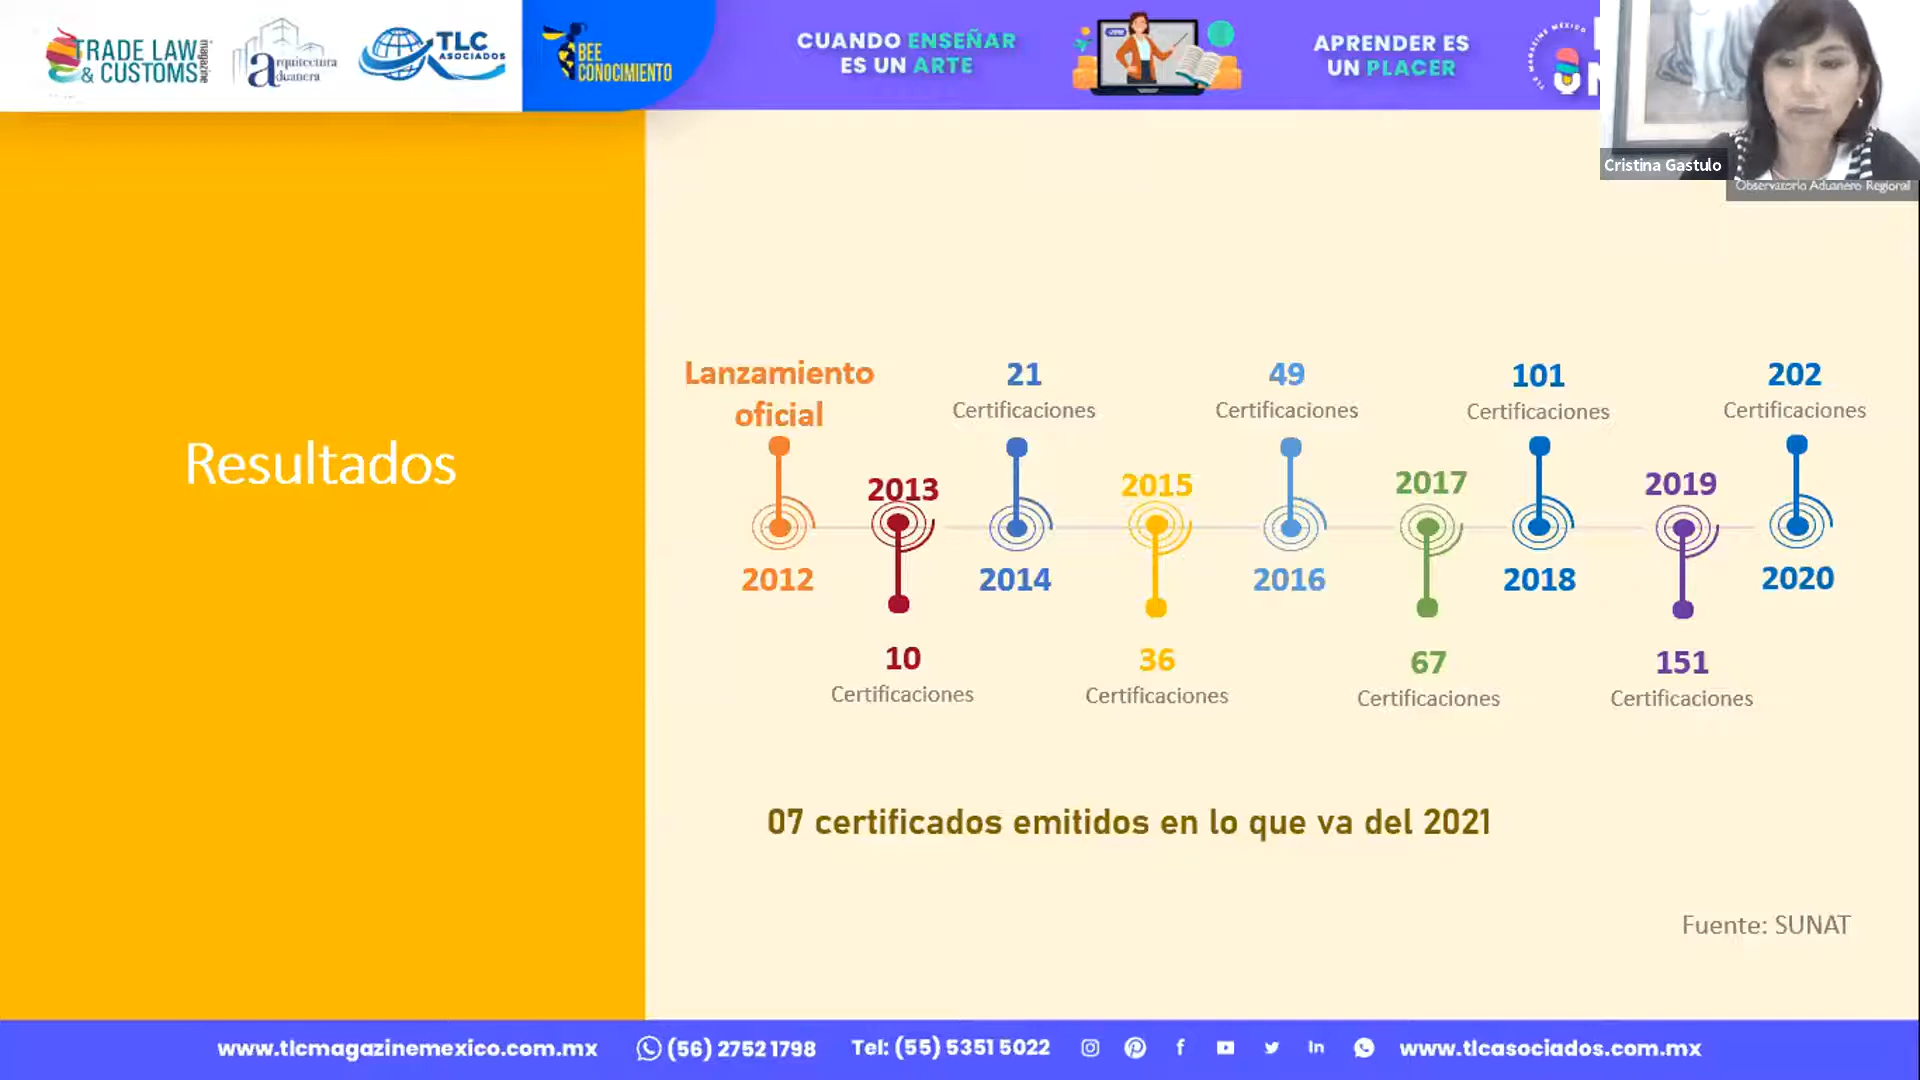 TRADE LAW
& CUSTOMS
magazine
arquitectura
aduanera
TLC
ASOCIADOS
BEE
CONOCIMIENTO
CUANDO ENSEÑAR
ES UN ARTE
APRENDER ES
UN PLACER
TLC MAGAZINE MÉXICO
Cristina Gastulo
Observatorio Aduanero Regional
Resultados
Lanzamiento
oficial
21
Certificaciones
49
Certificaciones
101
Certificaciones
202
Certificaciones
2013
2015
2017
2019
2012
2014
2016
2018
2020
10
Certificaciones
36
Certificaciones
67
Certificaciones
151
Certificaciones
07 certificados emitidos en lo que va del 2021
Fuente: SUNAT
www.tlcmagazinemexico.com.mx (56) 2752 1798 Tel: (55) 5351 5022 www.tlcasociados.com.mx